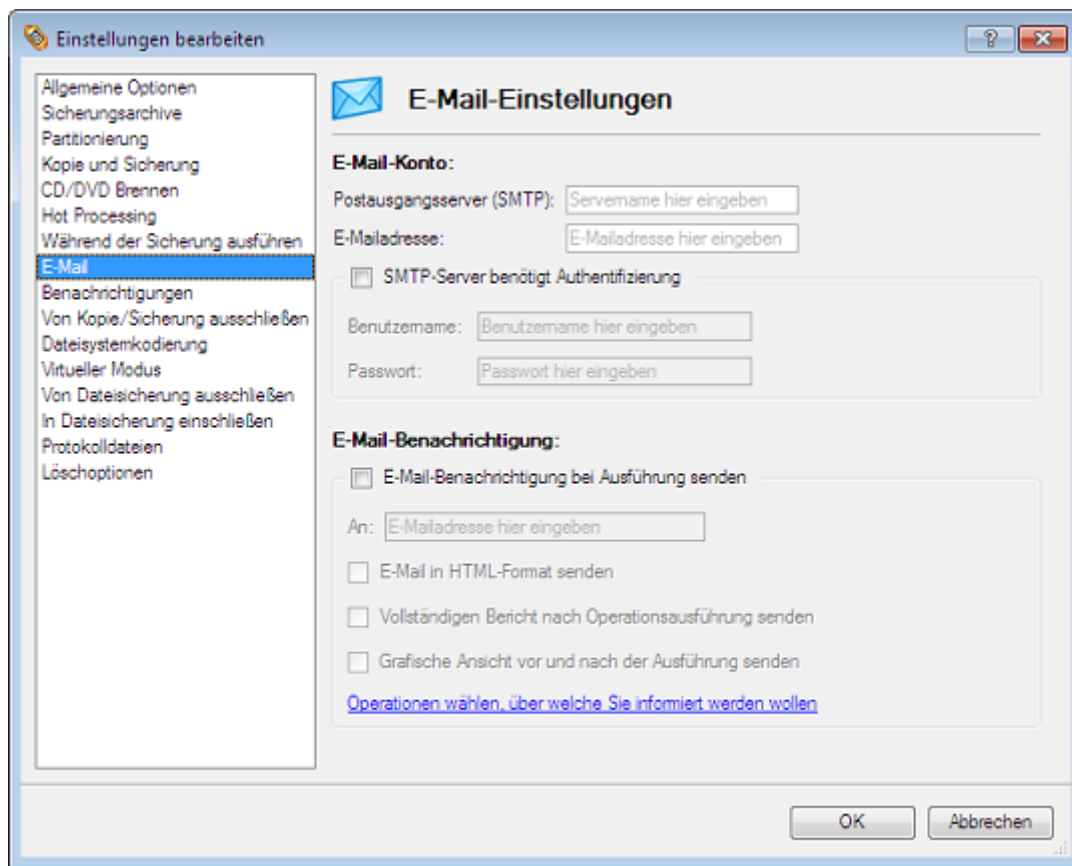 Einstellungen bearbeiten
Allgemeine Optionen
Sicherungsarchive
Partitionierung
Kopie und Sicherung
CD/DVD Brennen
Hot Processing
Während der Sicherung ausführen
E-Mail
Benachrichtigungen
Von Kopie/Sicherung ausschließen
Dateisystemkodierung
Virtueller Modus
Von Dateisicherung ausschließen
In Dateisicherung einschließen
Protokolldateien
Löschoptionen
E-Mail-Einstellungen
E-Mail-Konto:
Postausgangsserver (SMTP): Servername hier eingeben
E-Mailadresse: E-Mailadresse hier eingeben
SMTP-Server benötigt Authentifizierung
Benutzername: Benutzername hier eingeben
Passwort: Passwort hier eingeben
E-Mail-Benachrichtigung:
E-Mail-Benachrichtigung bei Ausführung senden
An: E-Mailadresse hier eingeben
E-Mail in HTML-Format senden
Vollständigen Bericht nach Operationsausführung senden
Grafische Ansicht vor und nach der Ausführung senden
Operationen wählen, über welche Sie informiert werden wollen
OK Abbrechen